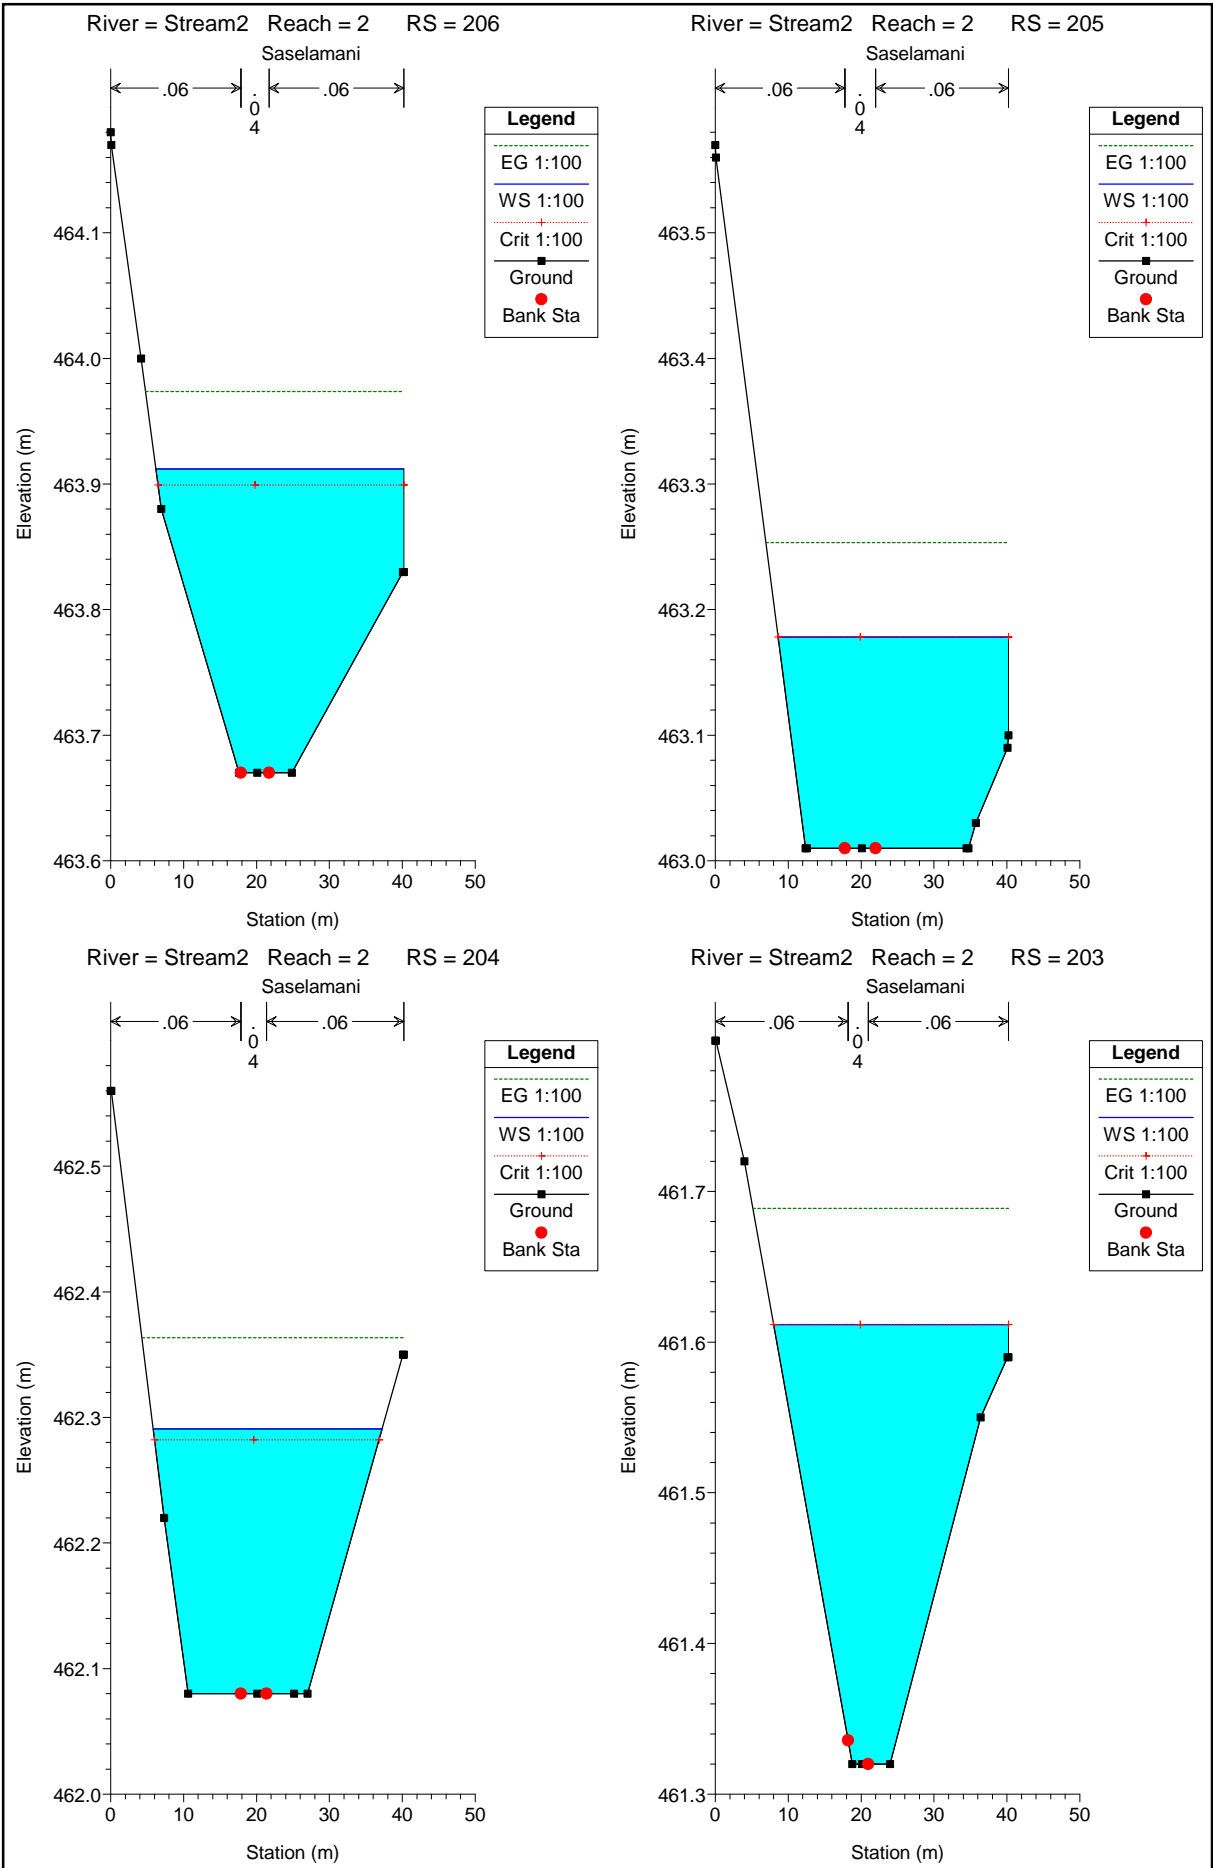 River = Stream2   Reach = 2      RS = 206
Saselamani
.06
.04
.06
Legend
EG 1:100
WS 1:100
Crit 1:100
Ground
Bank Sta
464.1
464.0
463.9
463.8
463.7
463.6
Elevation (m)
0 10 20 30 40 50
Station (m)
River = Stream2   Reach = 2      RS = 205
Saselamani
.06
.04
.06
Legend
EG 1:100
WS 1:100
Crit 1:100
Ground
Bank Sta
463.5
463.4
463.3
463.2
463.1
463.0
Elevation (m)
0 10 20 30 40 50
Station (m)
River = Stream2   Reach = 2      RS = 204
Saselamani
.06
.04
.06
Legend
EG 1:100
WS 1:100
Crit 1:100
Ground
Bank Sta
462.5
462.4
462.3
462.2
462.1
462.0
Elevation (m)
0 10 20 30 40 50
Station (m)
River = Stream2   Reach = 2      RS = 203
Saselamani
.06
.04
.06
Legend
EG 1:100
WS 1:100
Crit 1:100
Ground
Bank Sta
461.7
461.6
461.5
461.4
461.3
Elevation (m)
0 10 20 30 40 50
Station (m)